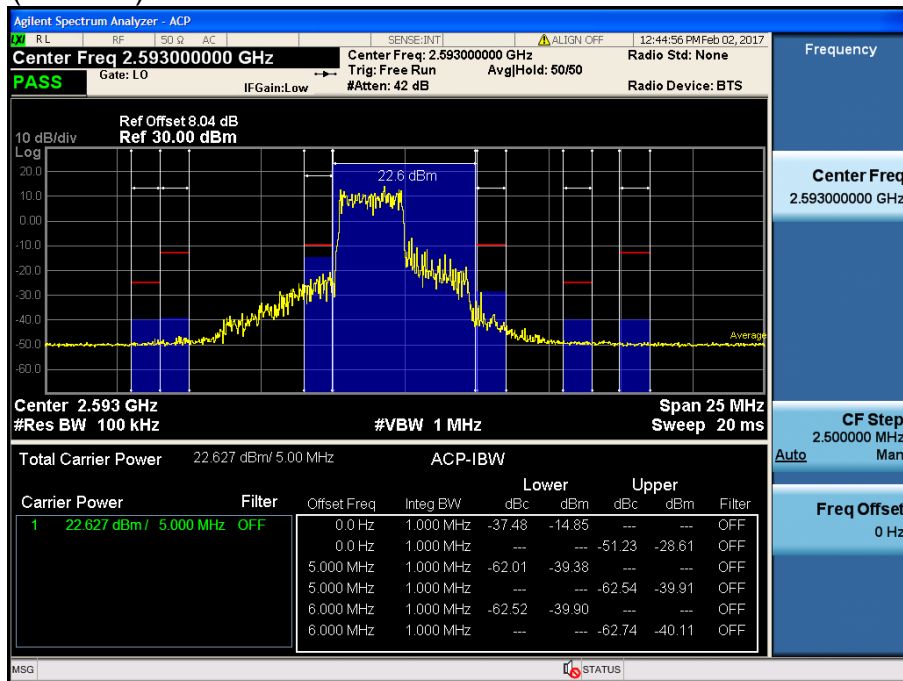 Agilent Spectrum Analyzer - ACP
LXI RL RF 50 Ω AC SENSE:INT ALIGN OFF 12:44:56 PM Feb 02, 2017
Center Freq 2.593000000 GHz
Center Freq: 2.593000000 GHz
Radio Std: None
Gate: LO
Trig: Free Run Avg|Hold: 50/50
PASS
IFGain:Low
#Atten: 42 dB
Radio Device: BTS
Ref Offset 8.04 dB
10 dB/div Ref 30.00 dBm
Log
20.0
10.0
0.00
-10.0
-20.0
-30.0
-40.0
-50.0
-60.0
22.6 dBm
Average
Center 2.593 GHz Span 25 MHz
#Res BW 100 kHz #VBW 1 MHz Sweep 20 ms
Total Carrier Power 22.627 dBm/ 5.00 MHz ACP-IBW
Lower Upper
Carrier Power Filter Offset Freq Integ BW dBc dBm dBc dBm Filter
1 22.627 dBm / 5.000 MHz OFF
0.0 Hz 1.000 MHz -37.48 -14.85 --- --- OFF
0.0 Hz 1.000 MHz --- --- -51.23 -28.61 OFF
5.000 MHz 1.000 MHz -62.01 -39.38 --- --- OFF
5.000 MHz 1.000 MHz --- --- -62.54 -39.91 OFF
6.000 MHz 1.000 MHz -62.52 -39.90 --- --- OFF
6.000 MHz 1.000 MHz --- --- -62.74 -40.11 OFF
MSG STATUS
Frequency
Center Freq
2.593000000 GHz
CF Step
2.500000 MHz
Auto Man
Freq Offset
0 Hz